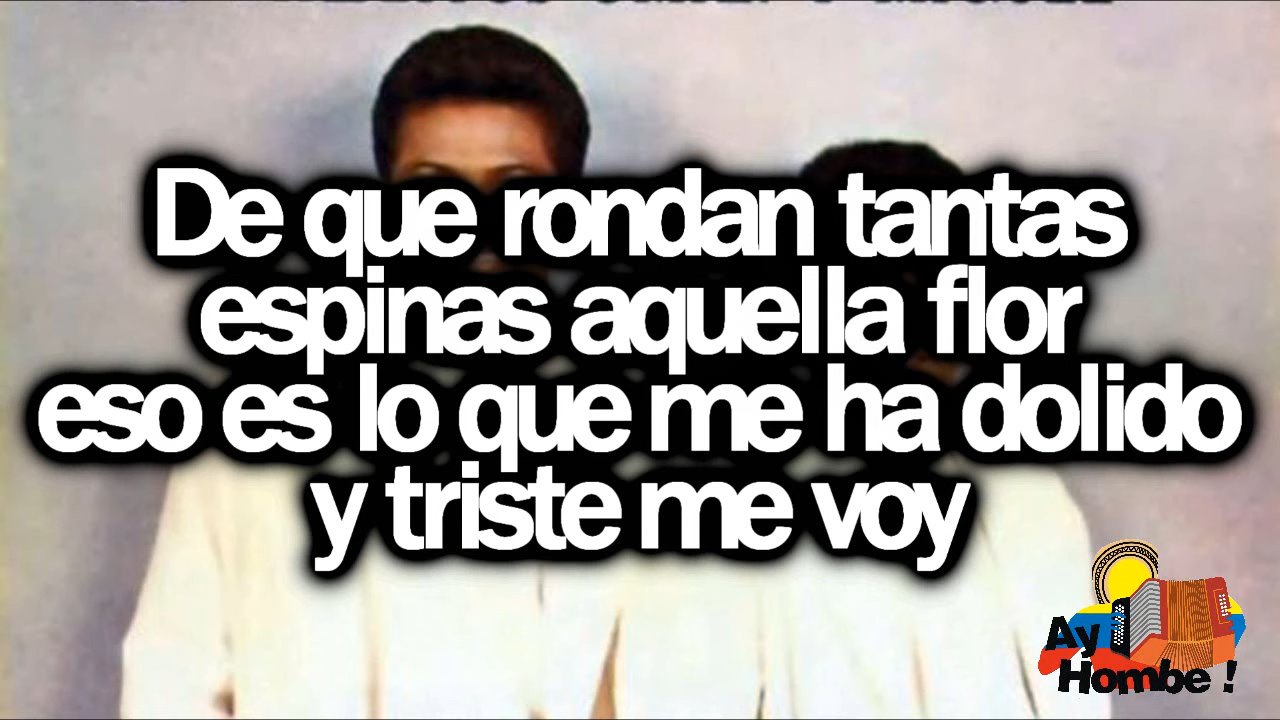 De que rondan tantas
espinas aquella flor
eso es lo que me ha dolido
y triste me voy
Ay
Hombe !